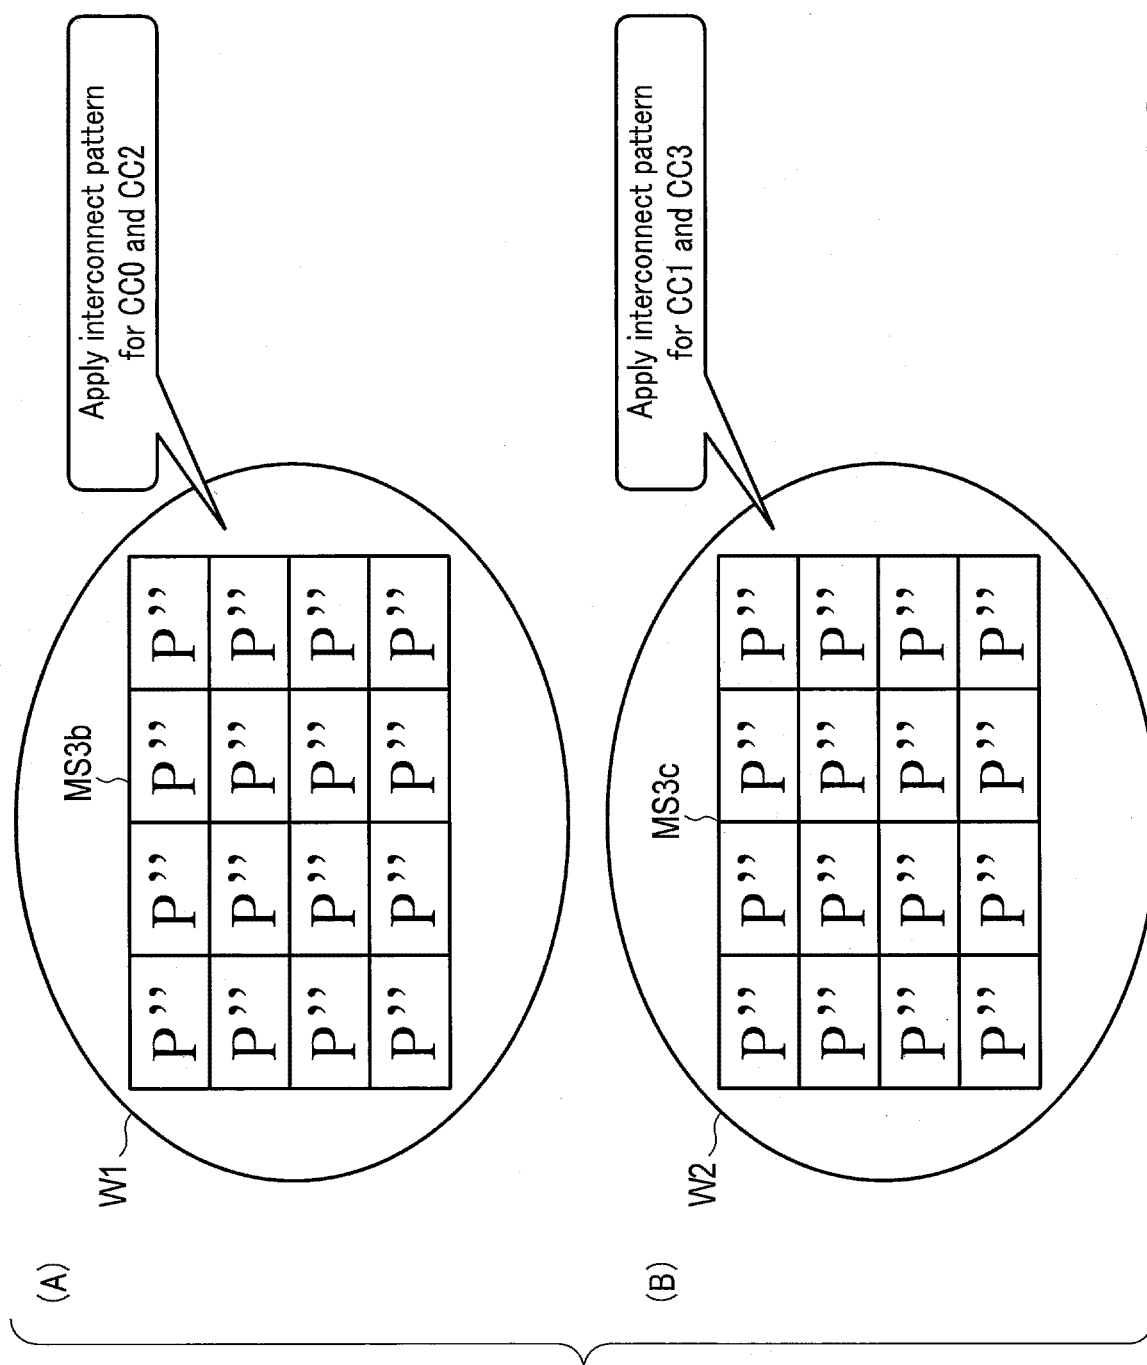 (A)
MS3b
Apply interconnect pattern
for CC0 and CC2
W1
P” P” P” P”
P” P” P” P”
P” P” P” P”
P” P” P” P”
(B)
MS3c
Apply interconnect pattern
for CC1 and CC3
W2
P” P” P” P”
P” P” P” P”
P” P” P” P”
P” P” P” P”